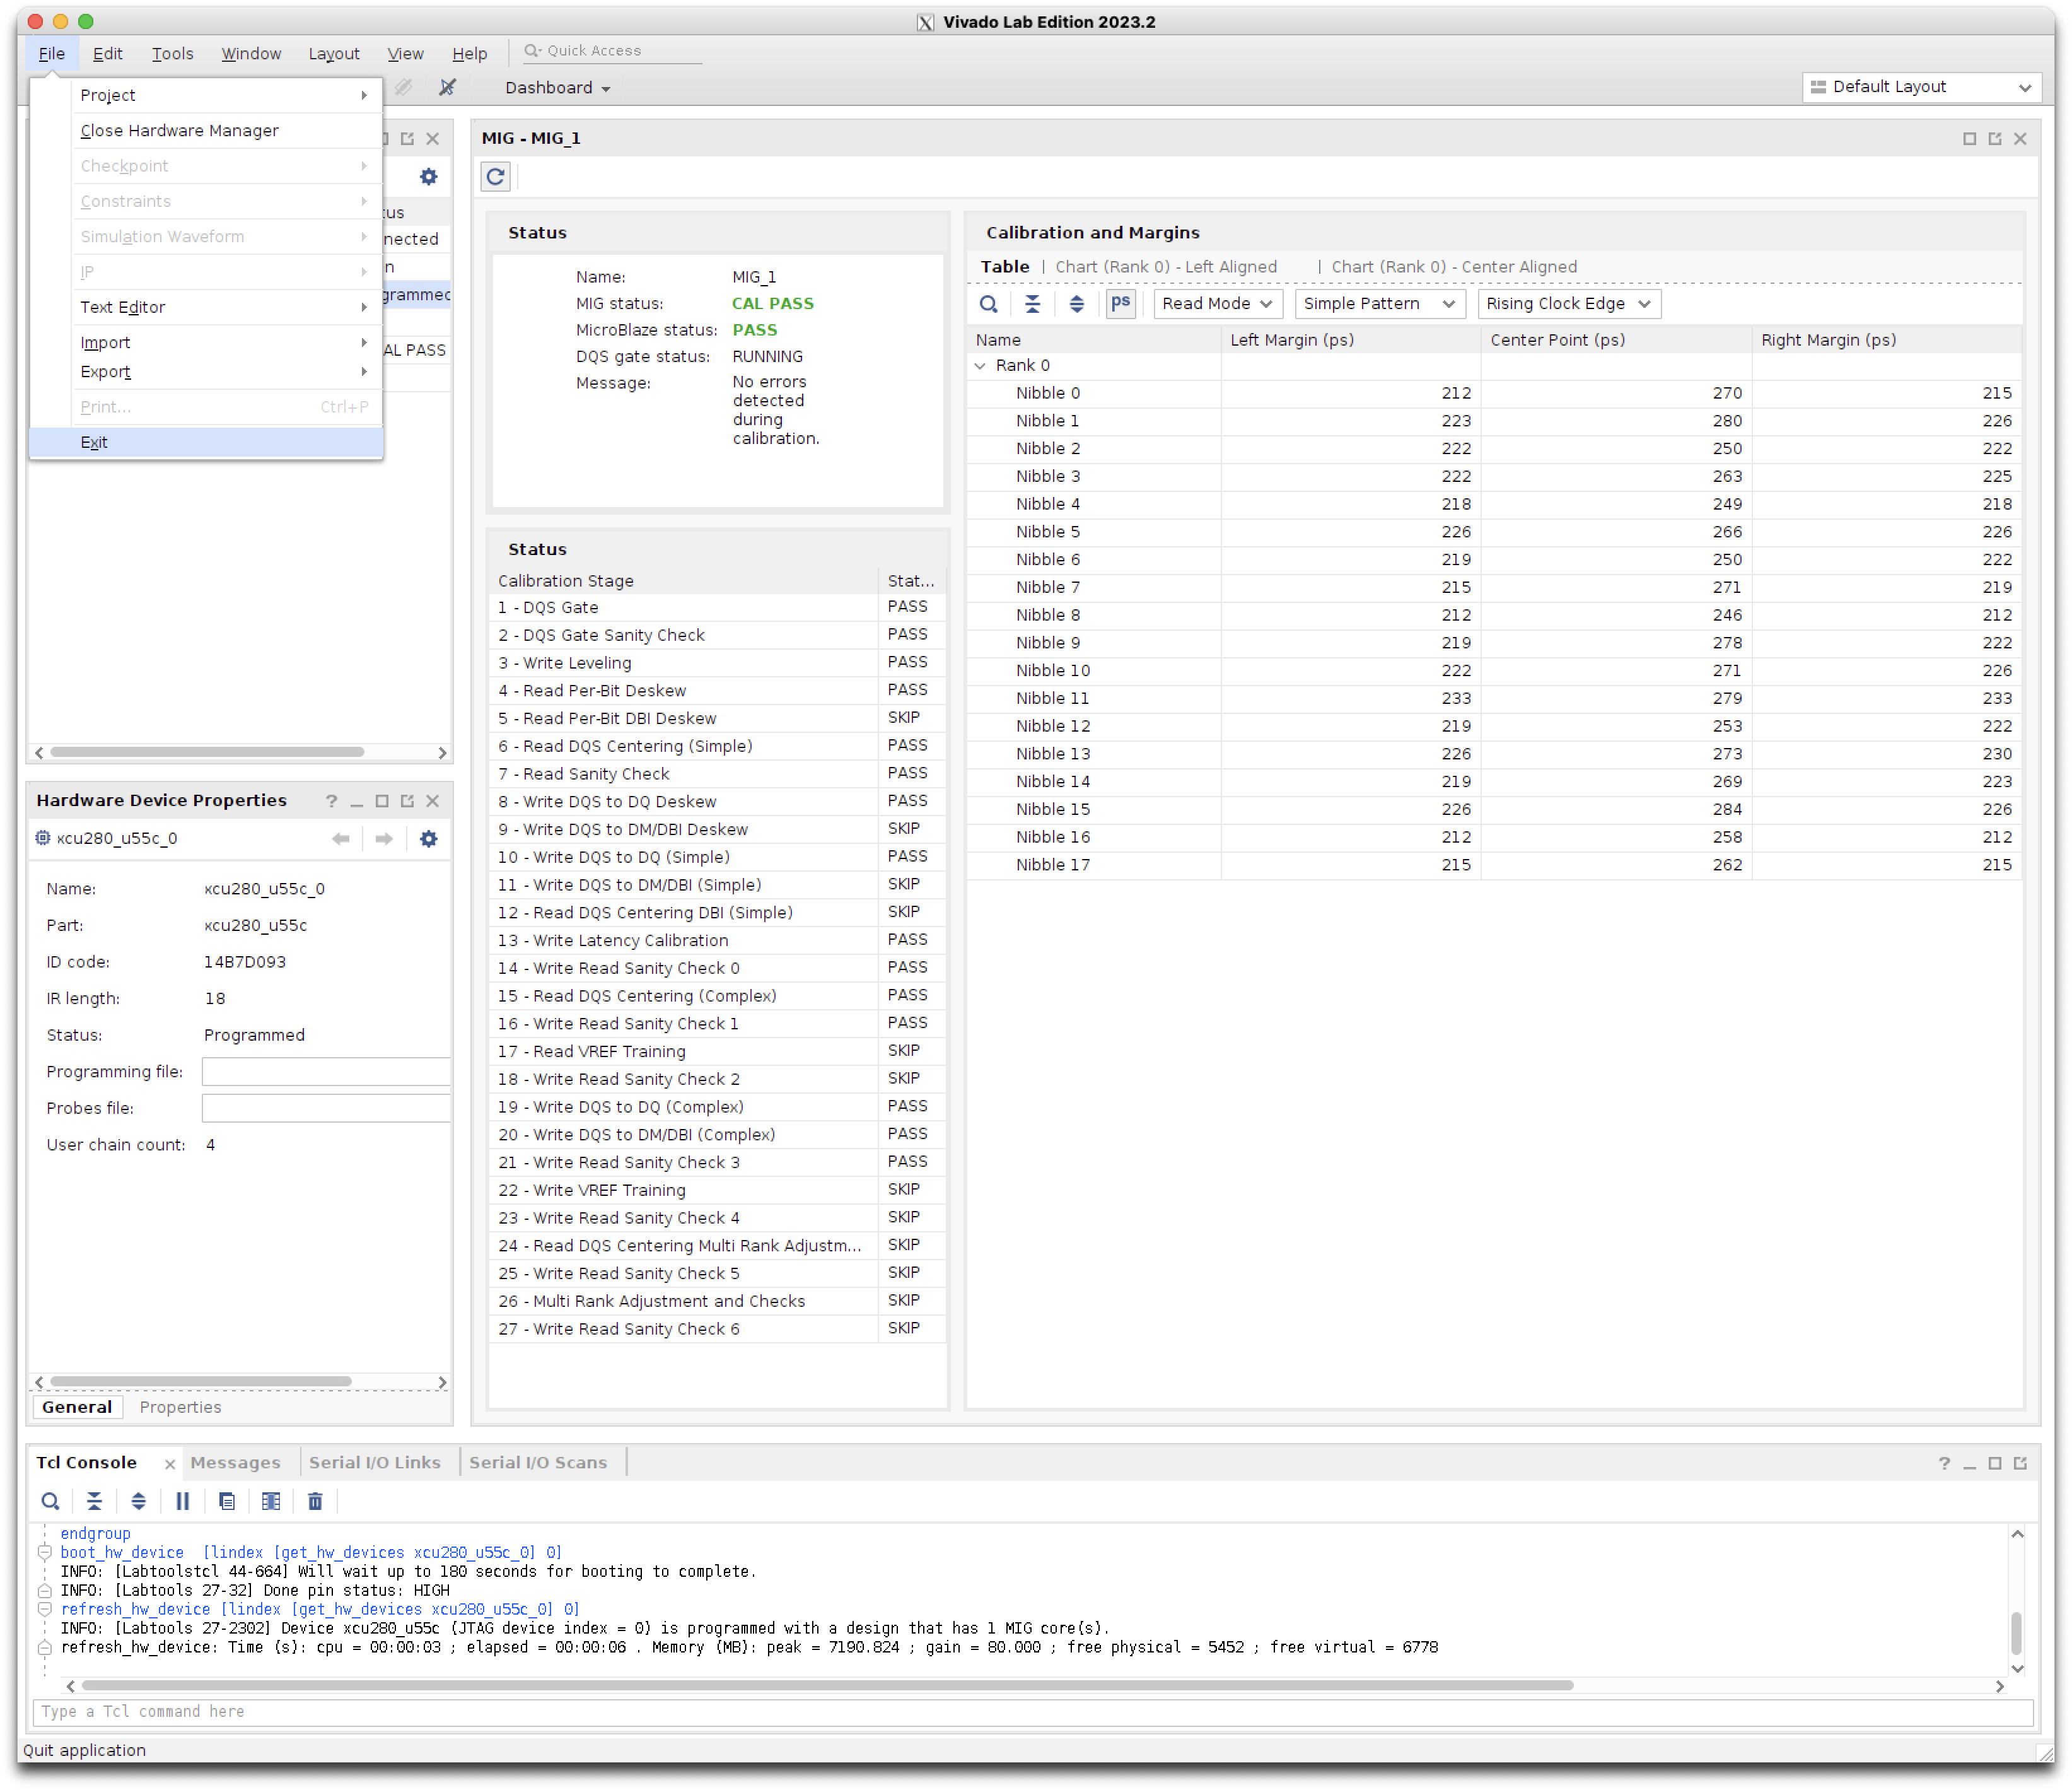 Vivado Lab Edition 2023.2
File Edit Tools Window Layout View Help Quick Access
Dashboard Default Layout
Project
Close Hardware Manager
Checkpoint
Constraints
Simulation Waveform
IP
Text Editor
Import
Export
Print... Ctrl+P
Exit
tus
nected
n
grammed
AL PASS
MIG - MIG_1
Status
Name: MIG_1
MIG status: CAL PASS
MicroBlaze status: PASS
DQS gate status: RUNNING
Message: No errors
detected
during
calibration.
Status
Calibration Stage Stat...
1 - DQS Gate PASS
2 - DQS Gate Sanity Check PASS
3 - Write Leveling PASS
4 - Read Per-Bit Deskew PASS
5 - Read Per-Bit DBI Deskew SKIP
6 - Read DQS Centering (Simple) PASS
7 - Read Sanity Check PASS
8 - Write DQS to DQ Deskew PASS
9 - Write DQS to DM/DBI Deskew SKIP
10 - Write DQS to DQ (Simple) PASS
11 - Write DQS to DM/DBI (Simple) SKIP
12 - Read DQS Centering DBI (Simple) SKIP
13 - Write Latency Calibration PASS
14 - Write Read Sanity Check 0 PASS
15 - Read DQS Centering (Complex) PASS
16 - Write Read Sanity Check 1 PASS
17 - Read VREF Training SKIP
18 - Write Read Sanity Check 2 SKIP
19 - Write DQS to DQ (Complex) PASS
20 - Write DQS to DM/DBI (Complex) PASS
21 - Write Read Sanity Check 3 PASS
22 - Write VREF Training SKIP
23 - Write Read Sanity Check 4 SKIP
24 - Read DQS Centering Multi Rank Adjustm... SKIP
25 - Write Read Sanity Check 5 SKIP
26 - Multi Rank Adjustment and Checks SKIP
27 - Write Read Sanity Check 6 SKIP
Calibration and Margins
Table | Chart (Rank 0) - Left Aligned | Chart (Rank 0) - Center Aligned
ps Read Mode Simple Pattern Rising Clock Edge
Name Left Margin (ps) Center Point (ps) Right Margin (ps)
Rank 0
Nibble 0 212 270 215
Nibble 1 223 280 226
Nibble 2 222 250 222
Nibble 3 222 263 225
Nibble 4 218 249 218
Nibble 5 226 266 226
Nibble 6 219 250 222
Nibble 7 215 271 219
Nibble 8 212 246 212
Nibble 9 219 278 222
Nibble 10 222 271 226
Nibble 11 233 279 233
Nibble 12 219 253 222
Nibble 13 226 273 230
Nibble 14 219 269 223
Nibble 15 226 284 226
Nibble 16 212 258 212
Nibble 17 215 262 215
Hardware Device Properties ?
xcu280_u55c_0
Name: xcu280_u55c_0
Part: xcu280_u55c
ID code: 14B7D093
IR length: 18
Status: Programmed
Programming file:
Probes file:
User chain count: 4
General Properties
Tcl Console Messages Serial I/O Links Serial I/O Scans ?
endgroup
boot_hw_device [lindex [get_hw_devices xcu280_u55c_0] 0]
INFO: [Labtoolstcl 44-664] Will wait up to 180 seconds for booting to complete.
INFO: [Labtools 27-32] Done pin status: HIGH
refresh_hw_device [lindex [get_hw_devices xcu280_u55c_0] 0]
INFO: [Labtools 27-2302] Device xcu280_u55c (JTAG device index = 0) is programmed with a design that has 1 MIG core(s).
refresh_hw_device: Time (s): cpu = 00:00:03 ; elapsed = 00:00:06 . Memory (MB): peak = 7190.824 ; gain = 80.000 ; free physical = 5452 ; free virtual = 6778
Type a Tcl command here
Quit application